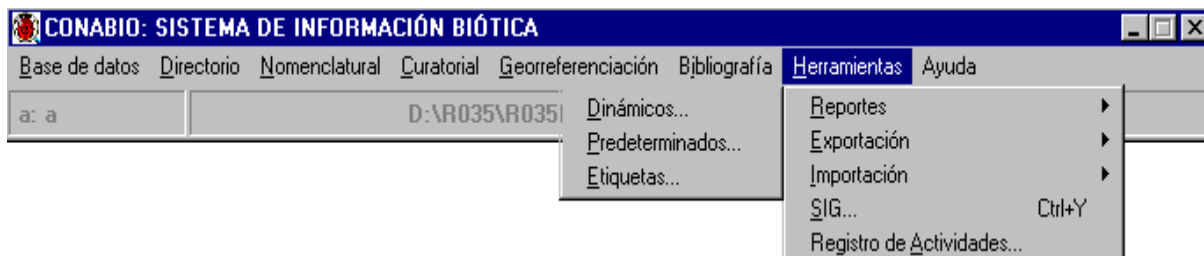 CONABIO: SISTEMA DE INFORMACIÓN BIÓTICA
Base de datos Directorio Nomenclatural Curatorial Georreferenciación Bibliografía Herramientas Ayuda
a: a D:\R035\R035
Dinámicos... Reportes
Predeterminados... Exportación
Etiquetas... Importación
SIG... Ctrl+Y
Registro de Actividades...